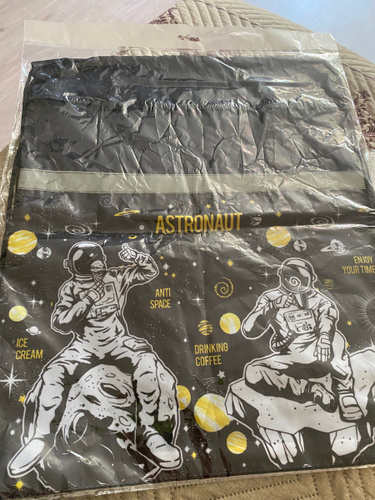 ASTRONAUT
ANTI
SPACE
ENJOY
YOUR TIME
ICE
CREAM
DRINKING
COFFEE